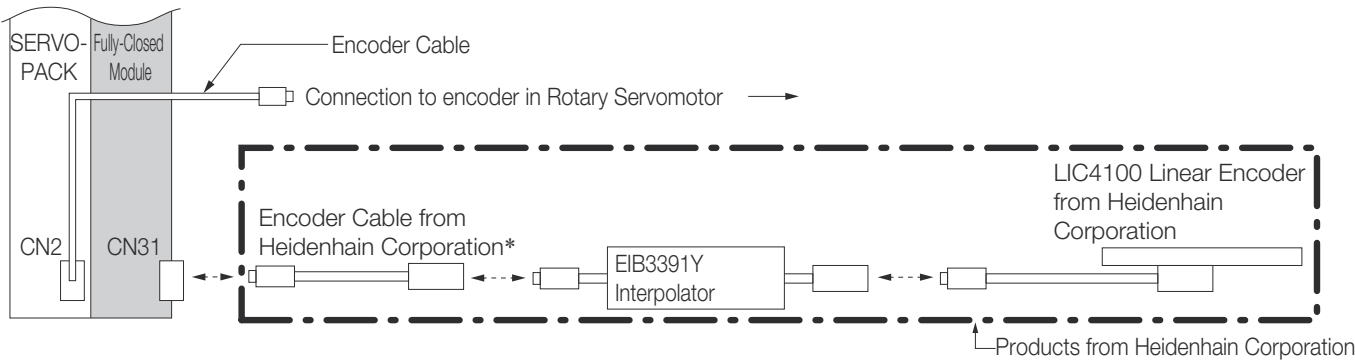 SERVO-
PACK
Fully-Closed
Module
Encoder Cable
Connection to encoder in Rotary Servomotor
CN2
CN31
Encoder Cable from
Heidenhain Corporation*
EIB3391Y
Interpolator
LIC4100 Linear Encoder
from Heidenhain
Corporation
Products from Heidenhain Corporation